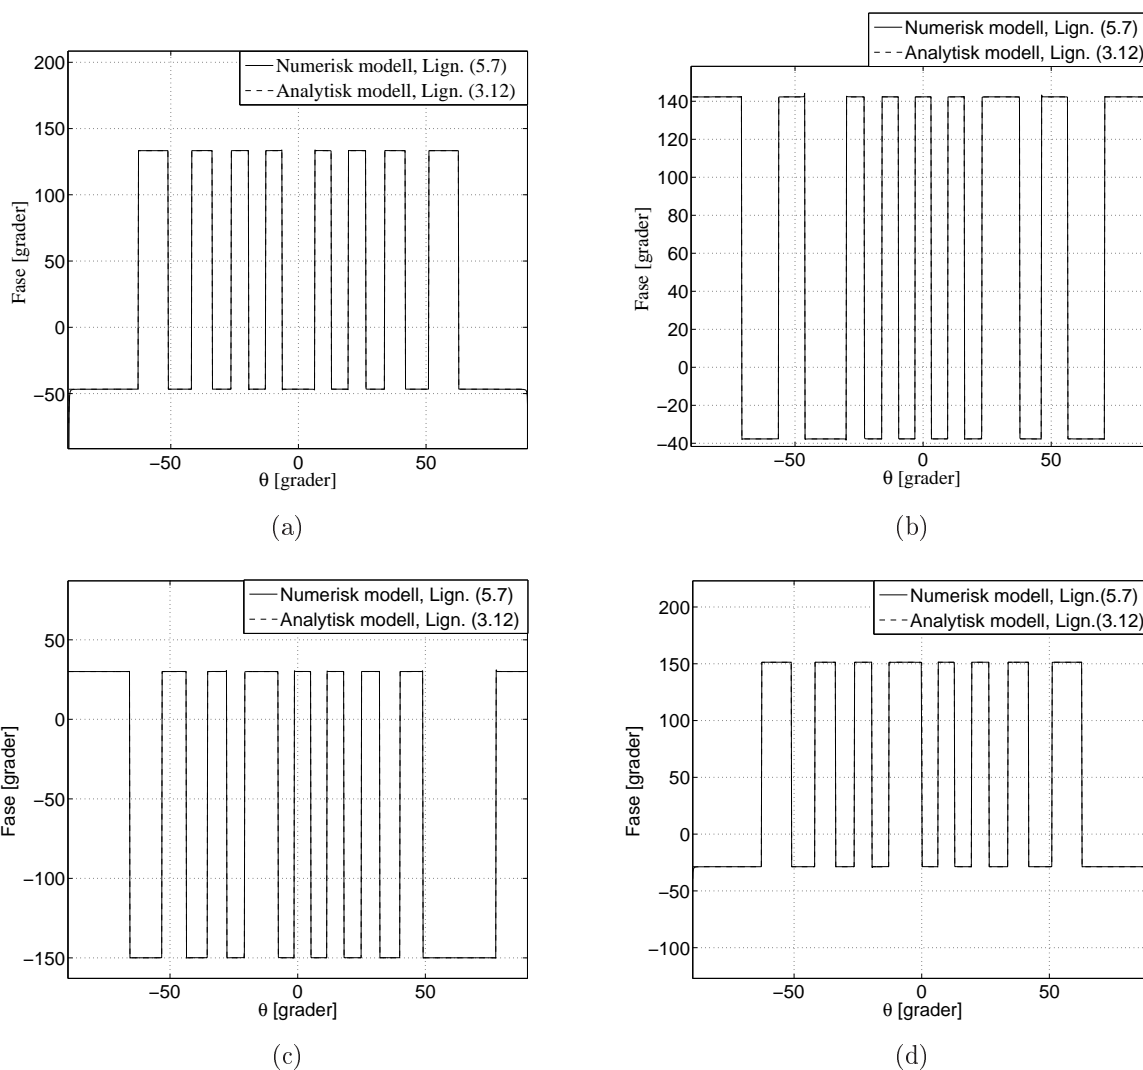 Numerisk modell, Lign. (5.7)
Analytisk modell, Lign. (3.12)
200
150
100
50
0
−50
Fase [grader]
−50 0 50
θ [grader]
(a)
Numerisk modell, Lign. (5.7)
Analytisk modell, Lign. (3.12)
140
120
100
80
60
40
20
0
−20
−40
Fase [grader]
−50 0 50
θ [grader]
(b)
Numerisk modell, Lign. (5.7)
Analytisk modell, Lign. (3.12)
50
0
−50
−100
−150
Fase [grader]
−50 0 50
θ [grader]
(c)
Numerisk modell, Lign. (5.7)
Analytisk modell, Lign.(3.12)
200
150
100
50
0
−50
−100
Fase [grader]
−50 0 50
θ [grader]
(d)